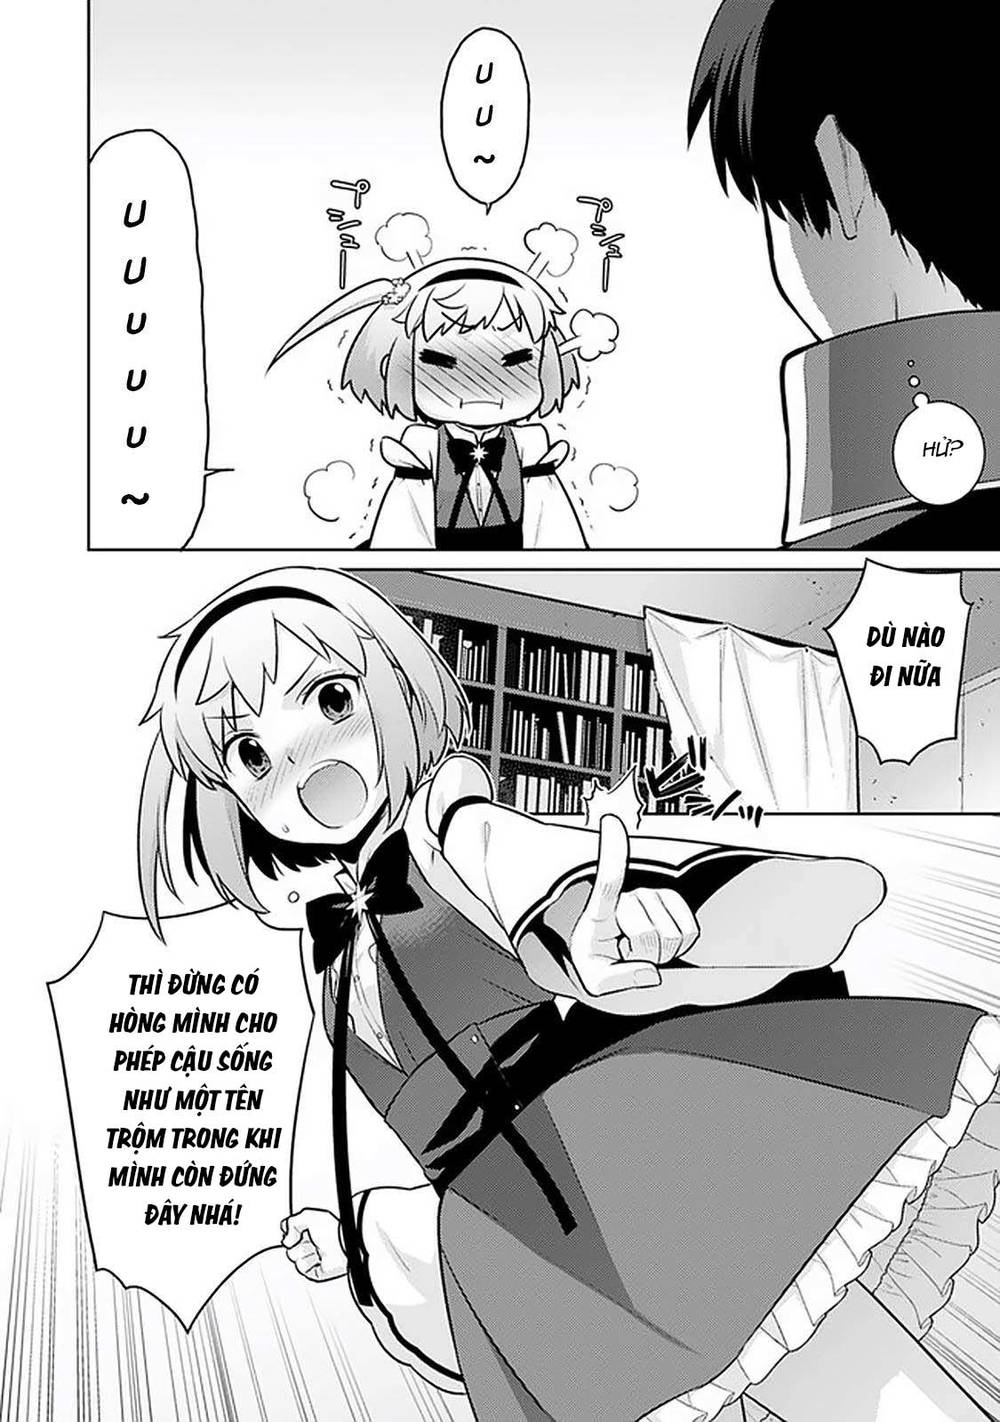 U
U
~
プシュー
プシュー
U
U
U
U
U
~
HỬ?
DÙ NÀO
ĐI NỮA
THÌ ĐỪNG CÓ
HÒNG MÌNH CHO
PHÉP CẬU SỐNG
NHƯ MỘT TÊN
TRỘM TRONG KHI
MÌNH CÒN ĐỨNG
ĐÂY NHÁ!